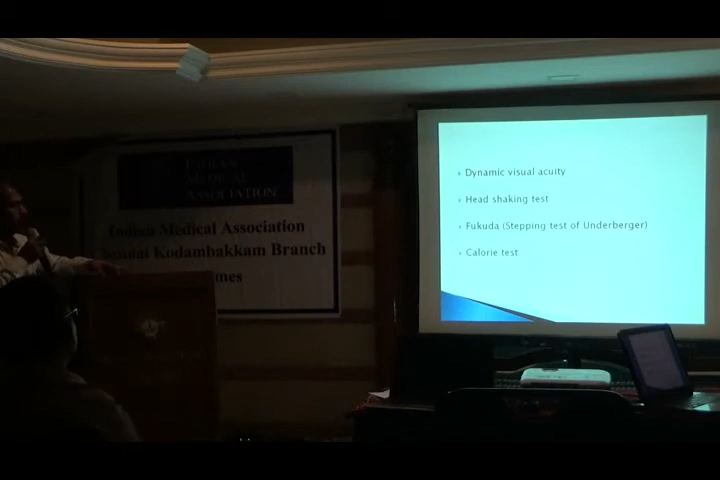 INDIAN
MEDICAL
ASSOCIATION
Indian Medical Association
Chennai Kodambakkam Branch
Dynamic visual acuity
Head shaking test
Fukuda (Stepping test of Underberger)
Calorie test